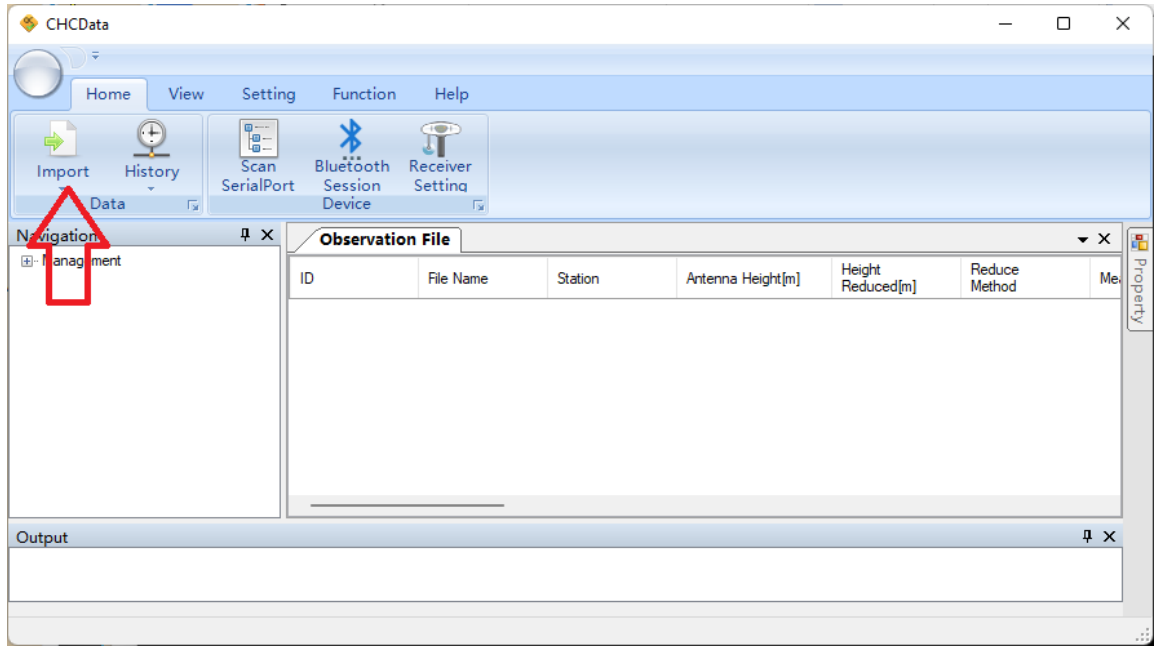 CHCData
Home View Setting Function Help
Import History Scan SerialPort Bluetooth Session Receiver Setting
Data Device
Navigation
Management
Observation File
ID File Name Station Antenna Height[m] Height Reduced[m] Reduce Method
Property
Output